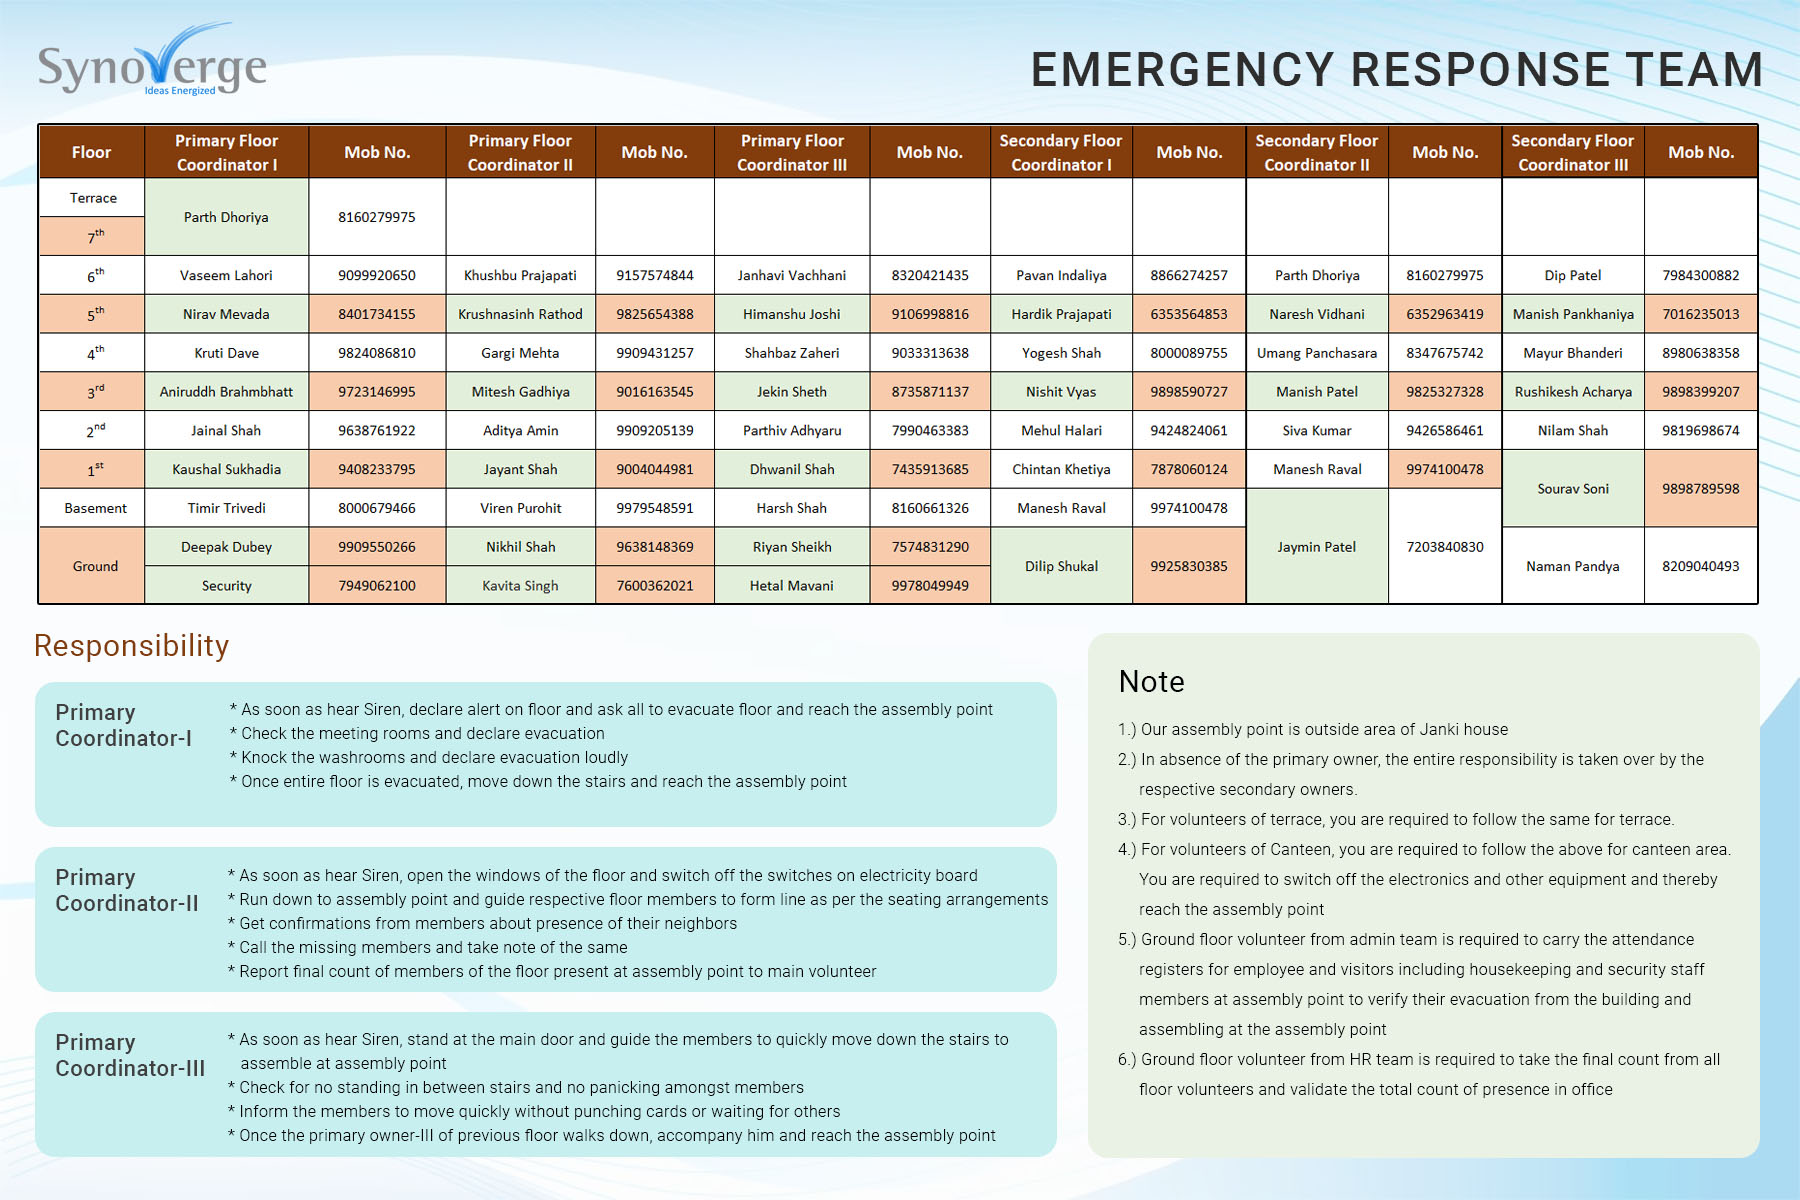 SynoVerge
Ideas Energized
EMERGENCY RESPONSE TEAM
Floor Primary Floor Coordinator I Mob No. Primary Floor Coordinator II Mob No. Primary Floor Coordinator III Mob No. Secondary Floor Coordinator I Mob No. Secondary Floor Coordinator II Mob No. Secondary Floor Coordinator III Mob No.
Terrace
7th Parth Dhoriya 8160279975
6th Vaseem Lahori 9099920650 Khushbu Prajapati 9157574844 Janhavi Vachhani 8320421435 Pavan Indaliya 8866274257 Parth Dhoriya 8160279975 Dip Patel 7984300882
5th Nirav Mevada 8401734155 Krushnasinh Rathod 9825654388 Himanshu Joshi 9106998816 Hardik Prajapati 6353564853 Naresh Vidhani 6352963419 Manish Pankhaniya 7016235013
4th Kruti Dave 9824086810 Gargi Mehta 9909431257 Shahbaz Zaheri 9033313638 Yogesh Shah 8000089755 Umang Panchasara 8347675742 Mayur Bhanderi 8980638358
3rd Aniruddh Brahmbhatt 9723146995 Mitesh Gadhiya 9016163545 Jekin Sheth 8735871137 Nishit Vyas 9898590727 Manish Patel 9825327328 Rushikesh Acharya 9898399207
2nd Jainal Shah 9638761922 Aditya Amin 9909205139 Parthiv Adhyaru 7990463383 Mehul Halari 9424824061 Siva Kumar 9426586461 Nilam Shah 9819698674
1st Kaushal Sukhadia 9408233795 Jayant Shah 9004044981 Dhwanil Shah 7435913685 Chintan Khetiya 7878060124 Manesh Raval 9974100478 Sourav Soni 9898789598
Basement Timir Trivedi 8000679466 Viren Purohit 9979548591 Harsh Shah 8160661326 Manesh Raval 9974100478 Jaymin Patel 7203840830
Ground Deepak Dubey 9909550266 Nikhil Shah 9638148369 Riyan Sheikh 7574831290 Dilip Shukal 9925830385 Naman Pandya 8209040493
Security 7949062100 Kavita Singh 7600362021 Hetal Mavani 9978049949
Responsibility
Primary
Coordinator-I
* As soon as hear Siren, declare alert on floor and ask all to evacuate floor and reach the assembly point
* Check the meeting rooms and declare evacuation
* Knock the washrooms and declare evacuation loudly
* Once entire floor is evacuated, move down the stairs and reach the assembly point
Primary
Coordinator-II
* As soon as hear Siren, open the windows of the floor and switch off the switches on electricity board
* Run down to assembly point and guide respective floor members to form line as per the seating arrangements
* Get confirmations from members about presence of their neighbors
* Call the missing members and take note of the same
* Report final count of members of the floor present at assembly point to main volunteer
Primary
Coordinator-III
* As soon as hear Siren, stand at the main door and guide the members to quickly move down the stairs to
assemble at assembly point
* Check for no standing in between stairs and no panicking amongst members
* Inform the members to move quickly without punching cards or waiting for others
* Once the primary owner-III of previous floor walks down, accompany him and reach the assembly point
Note
1.) Our assembly point is outside area of Janki house
2.) In absence of the primary owner, the entire responsibility is taken over by the
respective secondary owners.
3.) For volunteers of terrace, you are required to follow the same for terrace.
4.) For volunteers of Canteen, you are required to follow the above for canteen area.
You are required to switch off the electronics and other equipment and thereby
reach the assembly point
5.) Ground floor volunteer from admin team is required to carry the attendance
registers for employee and visitors including housekeeping and security staff
members at assembly point to verify their evacuation from the building and
assembling at the assembly point
6.) Ground floor volunteer from HR team is required to take the final count from all
floor volunteers and validate the total count of presence in office